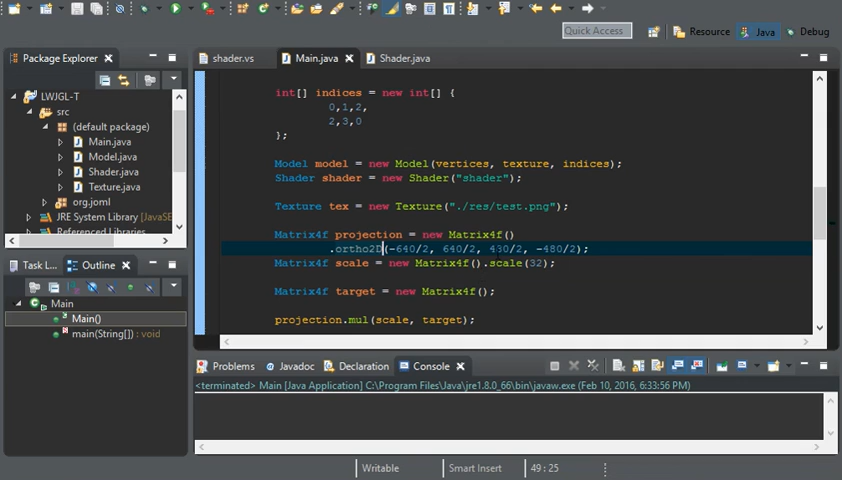 Quick Access
Resource
Java
Debug
Package Explorer
LWJGL-T
src
(default package)
Main.java
Model.java
Shader.java
Texture.java
org.joml
JRE System Library [JavaSE
Referenced Libraries
Task L...
Outline
Main
Main()
main(String[]) : void
shader.vs
Main.java
Shader.java
int[] indices = new int[] {
0,1,2,
2,3,0
};
Model model = new Model(vertices, texture, indices);
Shader shader = new Shader("shader");
Texture tex = new Texture("./res/test.png");
Matrix4f projection = new Matrix4f()
.ortho2D(-640/2, 640/2, 480/2, -480/2);
Matrix4f scale = new Matrix4f().scale(32);
Matrix4f target = new Matrix4f();
projection.mul(scale, target);
Problems
Javadoc
Declaration
Console
<terminated> Main [Java Application] C:\Program Files\Java\jre1.8.0_66\bin\javaw.exe (Feb 10, 2016, 6:33:56 PM)
Writable
Smart Insert
49 : 25